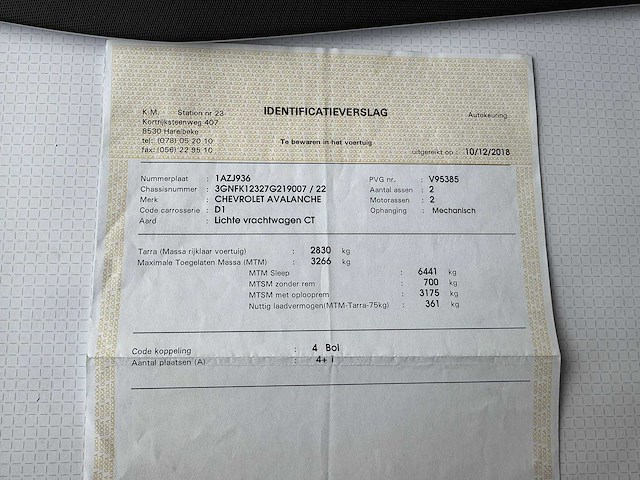 IDENTIFICATIEVERSLAG
K.M. Station nr 23
Kortrijksteenweg 407
8530 Harelbeke
tel: (078) 05 20 10
fax: (056) 22 95 10
Autokeuring
Te bewaren in het voertuig
uitgereikt op : 10/12/2018
Nummerplaat : 1AZJ936
Chassisnummer : 3GNFK12327G219007 / 22
Merk : CHEVROLET AVALANCHE
Code carrosserie : D1
Aard : Lichte vrachtwagen CT
PVG nr. : V95385
Aantal assen : 2
Motorassen : 2
Ophanging : Mechanisch
Tarra (Massa rijklaar voertuig) : 2830 kg
Maximale Toegelaten Massa (MTM) : 3266 kg
MTM Sleep : 6441 kg
MTSM zonder rem : 700 kg
MTSM met oplooprem : 3175 kg
Nuttig laadvermogen(MTM-Tarra-75kg) : 361 kg
Code koppeling : 4 Bol
Aantal plaatsen (A) : 4+ 1